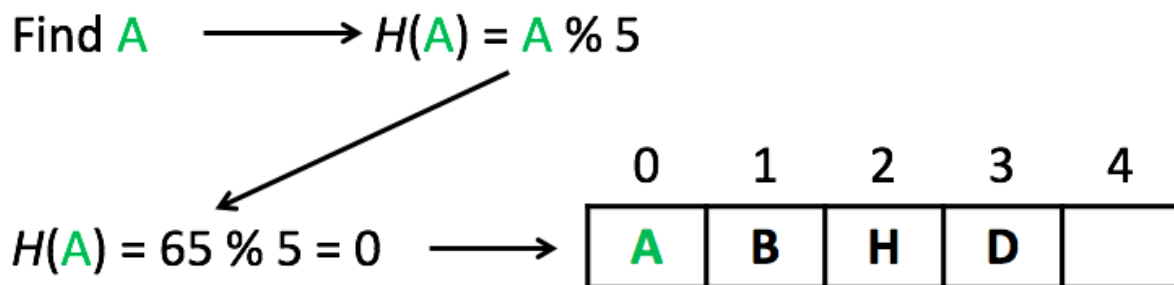 Find A H(A) = A % 5
0 1 2 3 4
H(A) = 65 % 5 = 0 A B H D